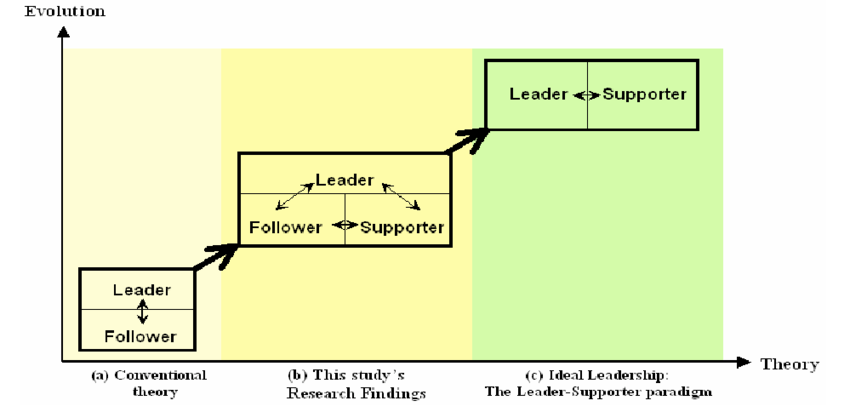 Evolution
Leader Supporter
Leader
Follower Supporter
Leader
Follower
Theory
(a) Conventional
theory
(b) This study's
Research Findings
(c) Ideal Leadership:
The Leader-Supporter paradigm